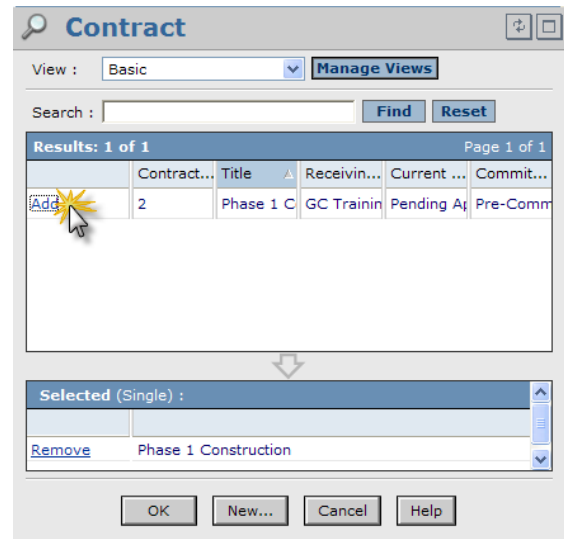 Contract
View : Basic Manage Views
Search : Find Reset
Results: 1 of 1 Page 1 of 1
Contract... Title Receivin... Current ... Commit...
Add 2 Phase 1 C GC Trainin Pending Ap Pre-Comm
Selected (Single) :
Remove Phase 1 Construction
OK New... Cancel Help